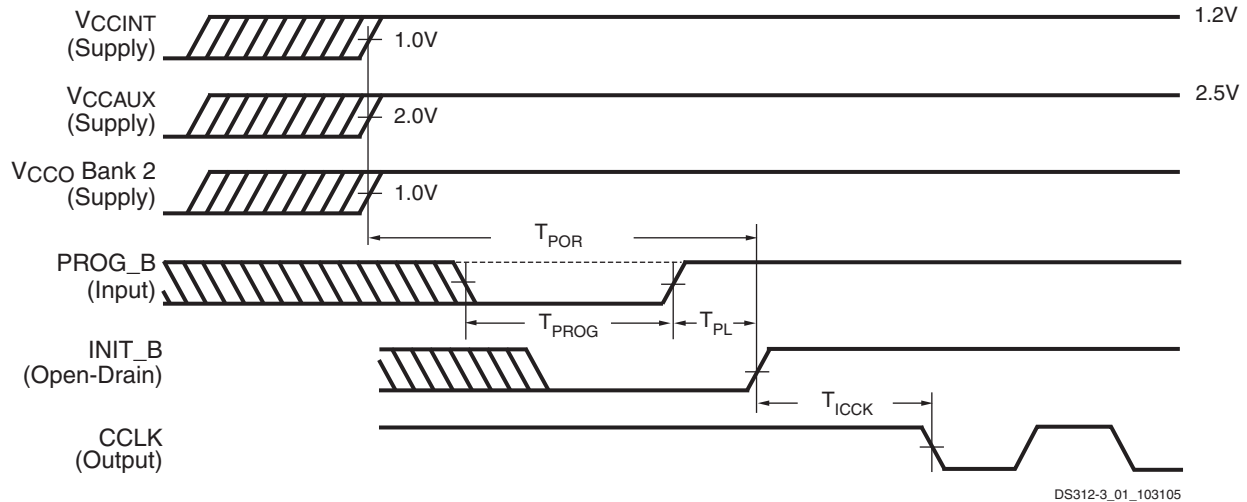 VCCINT
(Supply)
1.0V
1.2V
VCCAUX
(Supply)
2.0V
2.5V
VCCO Bank 2
(Supply)
1.0V
TPOR
PROG_B
(Input)
TPROG
TPL
INIT_B
(Open-Drain)
TICCK
CCLK
(Output)
DS312-3_01_103105